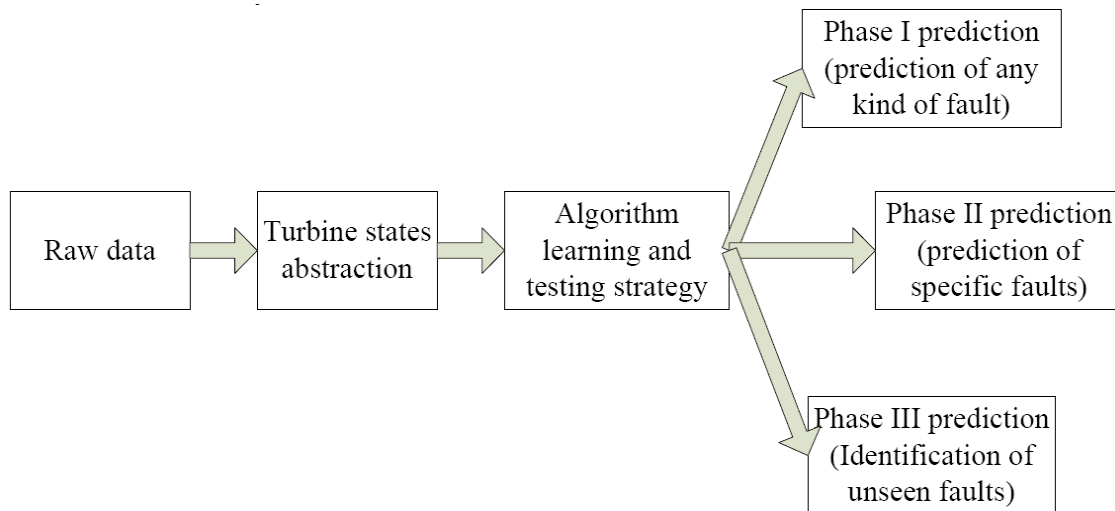 Phase I prediction
(prediction of any
kind of fault)
Raw data
Turbine states
abstraction
Algorithm
learning and
testing strategy
Phase II prediction
(prediction of
specific faults)
Phase III prediction
(Identification of
unseen faults)